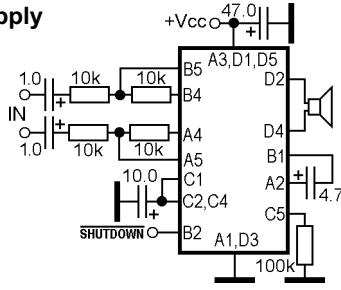 pply
+Vcc 47.0
+
A3,D1,D5
1.0 10k 10k B5 D2
+ B4
IN
+ A4 D4
1.0 10k 10k A5 B1
10.0 C1 + A2
C2,C4 4.7
+ C5
SHUTDOWN B2
A1,D3
100k